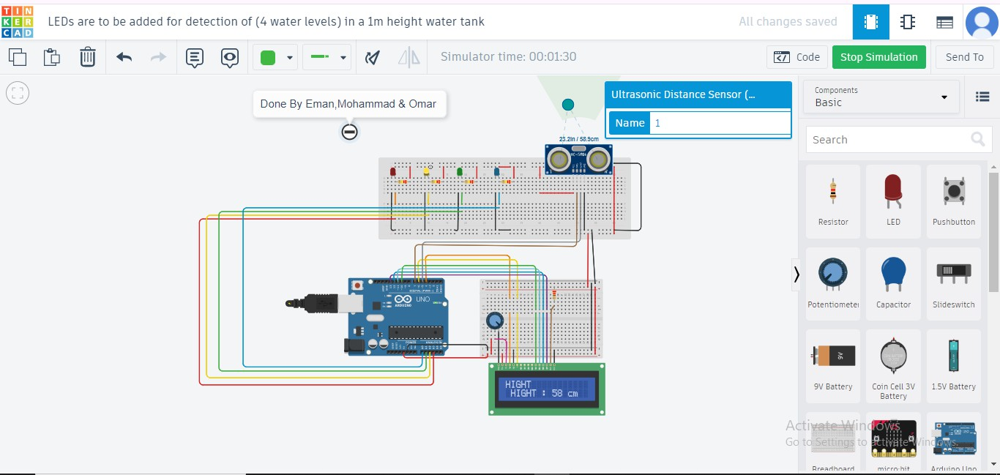 TIN
KER
CAD
LEDs are to be added for detection of (4 water levels) in a 1m height water tank
All changes saved
Simulator time: 00:01:30
Code
Stop Simulation
Send To
Done By Eman,Mohammad & Omar
Ultrasonic Distance Sensor (...
Name 1
23.2in / 58.9cm
HC-SR04
UNO
ARDUINO
HIGHT
HIGHT : 58 cm
Components
Basic
Search
Resistor
LED
Pushbutton
Potentiometer
Capacitor
Slideswitch
9V
9V Battery
Coin Cell 3V
Battery
1.5V Battery
Breadboard
micro:bit
Arduino Uno
Activate Windows
Go to Settings to activate Windows.